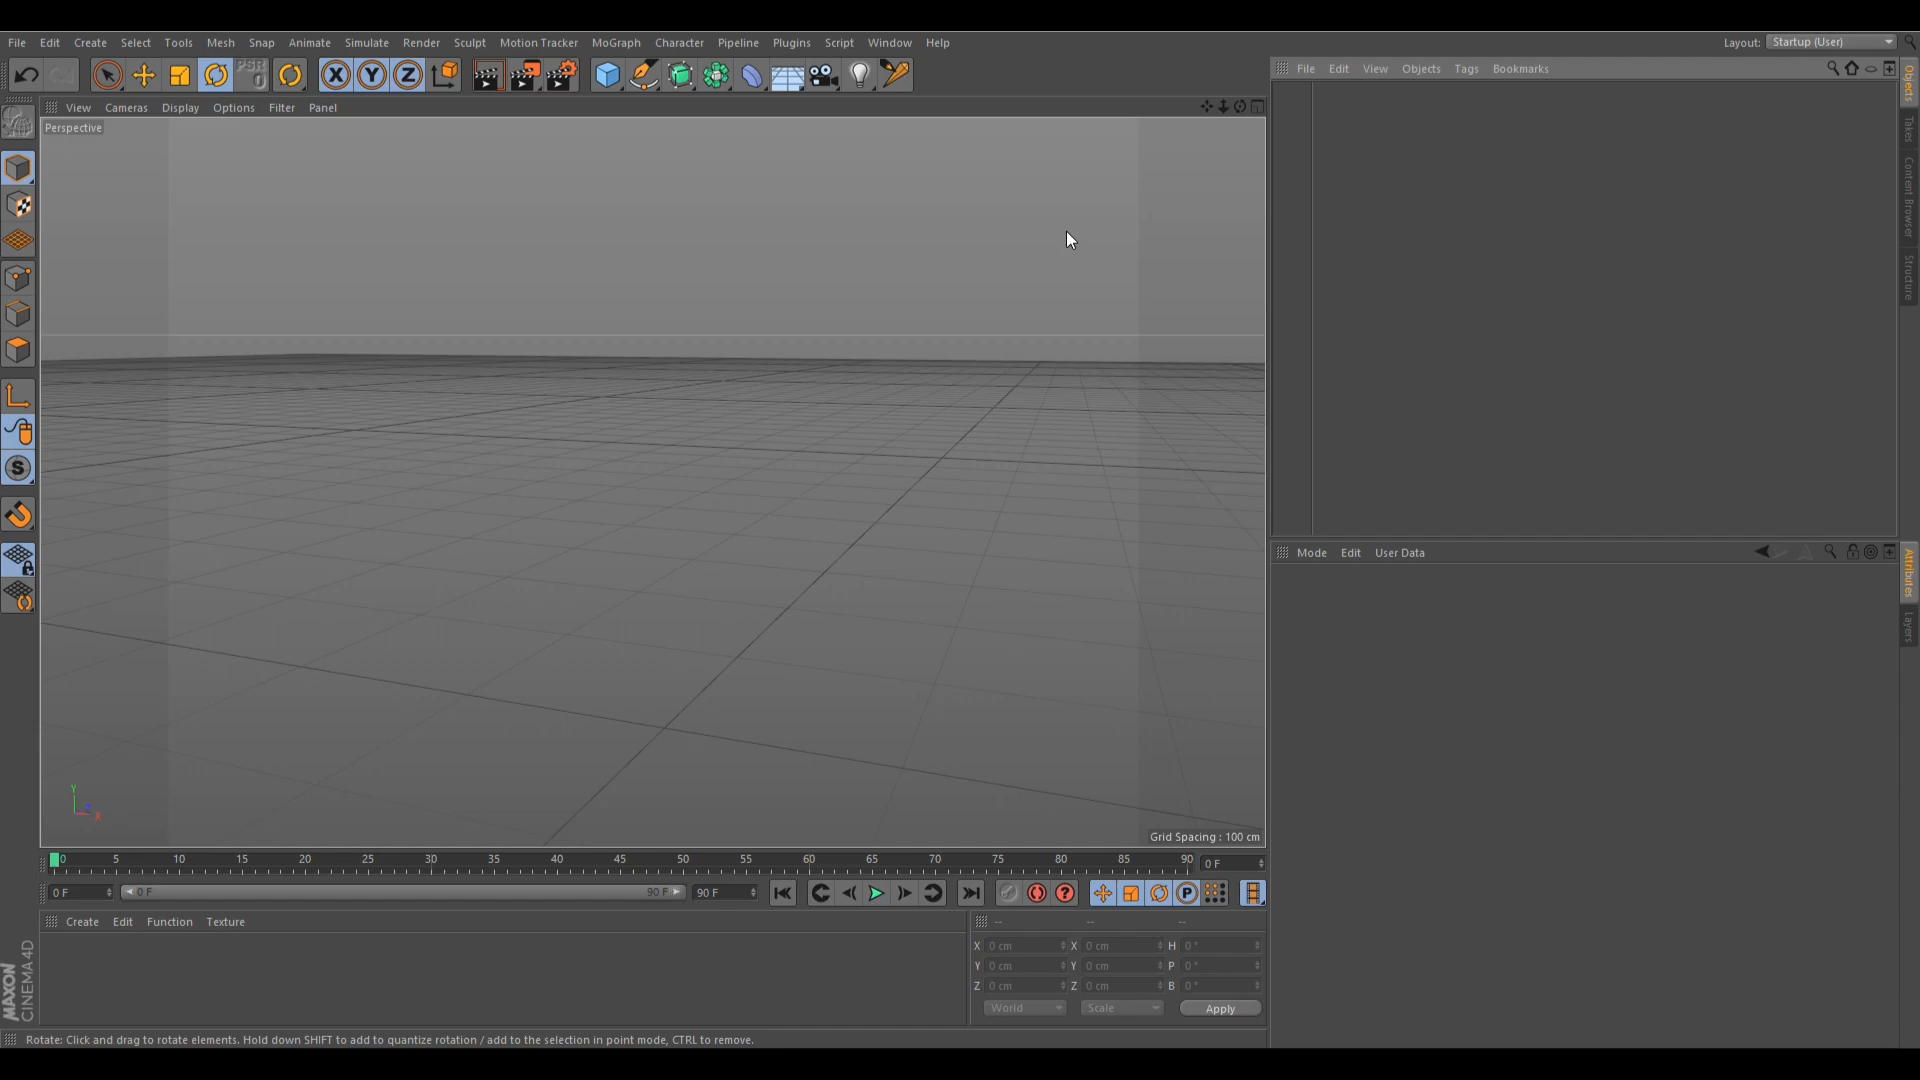 File Edit Create Select Tools Mesh Snap Animate Simulate Render Sculpt Motion Tracker MoGraph Character Pipeline Plugins Script Window Help Layout: Startup (User)
PSR
0
X Y Z
File Edit View Objects Tags Bookmarks
View Cameras Display Options Filter Panel
Perspective
Objects
Takes
Content Browser
Structure
S
Mode Edit User Data
Attributes
Layers
Y
Z
X
Grid Spacing : 100 cm
0 5 10 15 20 25 30 35 40 45 50 55 60 65 70 75 80 85 90 0 F
0 F 0 F 90 F 90 F ? P
Create Edit Function Texture -- -- --
X 0 cm X 0 cm H 0 °
Y 0 cm Y 0 cm P 0 °
Z 0 cm Z 0 cm B 0 °
World Scale Apply
MAXON
CINEMA 4D
Rotate: Click and drag to rotate elements. Hold down SHIFT to add to quantize rotation / add to the selection in point mode, CTRL to remove.